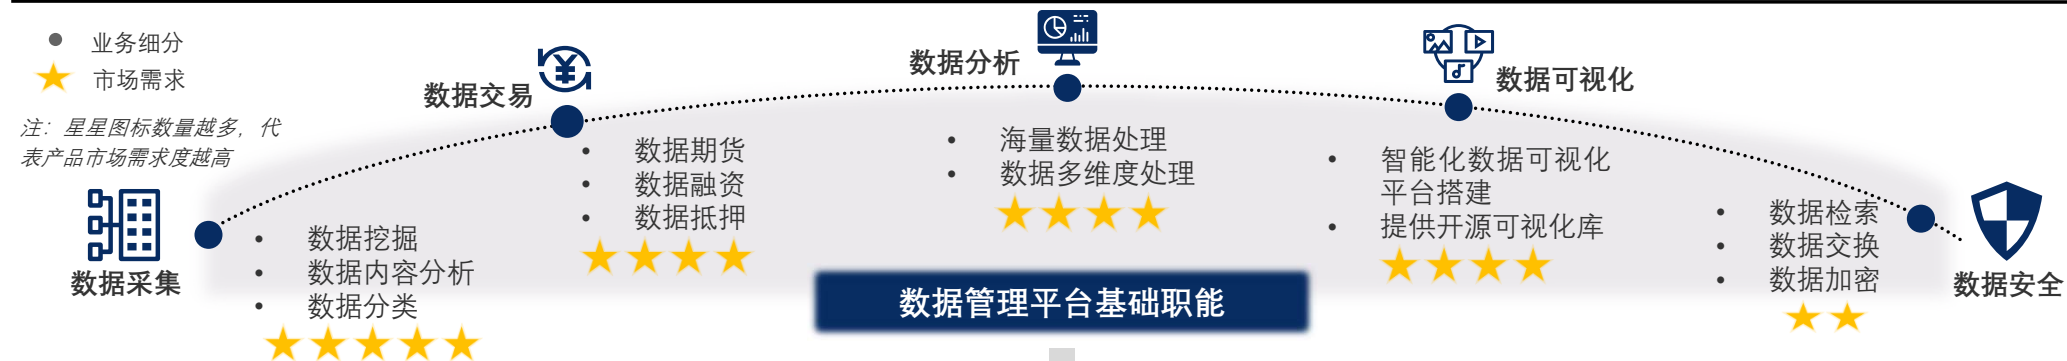 业务细分
市场需求
注：星星图标数量越多，代
表产品市场需求度越高
数据采集
• 数据挖掘
• 数据内容分析
• 数据分类
数据交易
• 数据期货
• 数据融资
• 数据抵押
数据分析
• 海量数据处理
• 数据多维度处理
数据可视化
• 智能化数据可视化
平台搭建
• 提供开源可视化库
数据安全
• 数据检索
• 数据交换
• 数据加密
数据管理平台基础职能